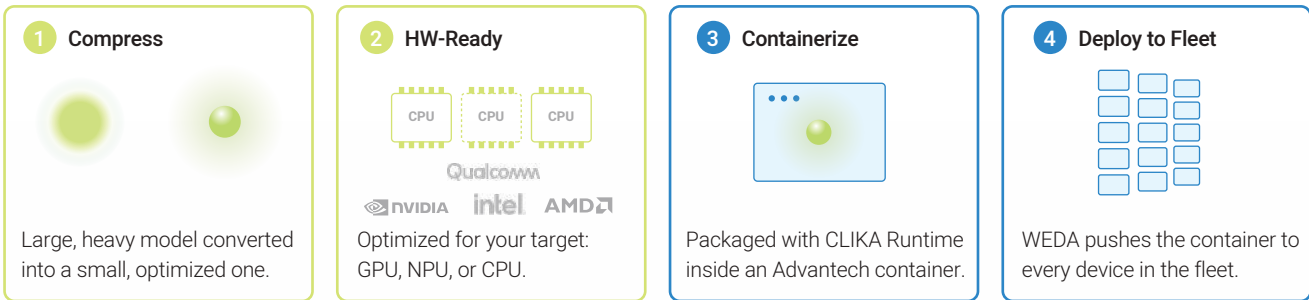 1 Compress
Large, heavy model converted
into a small, optimized one.
2 HW-Ready
CPU CPU CPU
Qualcomm
NVIDIA intel AMD
Optimized for your target:
GPU, NPU, or CPU.
3 Containerize
Packaged with CLIKA Runtime
inside an Advantech container.
4 Deploy to Fleet
WEDA pushes the container to
every device in the fleet.